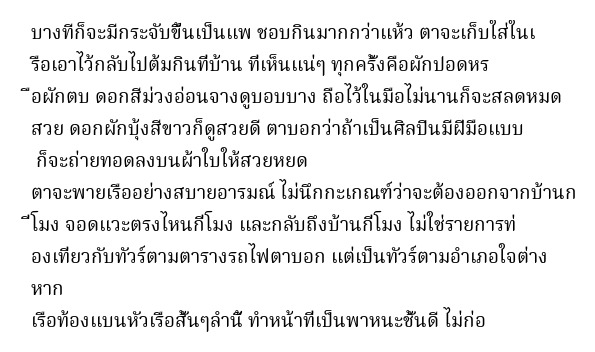 บางทีก็จะมีกระจับขึ้นเป็นแพ ชอบกินมากกว่าแห้ว ตาจะเก็บใส่ในเ
รือเอาไว้กลับไปต้มกินที่บ้าน ที่เห็นแน่ๆ ทุกครั้งคือผักปอดหร
ือผักตบ ดอกสีม่วงอ่อนจางดูบอบบาง ถือไว้ในมือไม่นานก็จะสลดหมด
สวย ดอกผักบุ้งสีขาวก็ดูสวยดี ตาบอกว่าถ้าเป็นศิลปินมีฝีมือแบบ
ก็จะถ่ายทอดลงบนผ้าใบให้สวยหยด
ตาจะพายเรืออย่างสบายอารมณ์ ไม่นึกกะเกณฑ์ว่าจะต้องออกจากบ้านก
ี่โมง จอดแวะตรงไหนกี่โมง และกลับถึงบ้านกี่โมง ไม่ใช่รายการท่
องเที่ยวกับทัวร์ตามตารางรถไฟตาบอก แต่เป็นทัวร์ตามอำเภอใจต่าง
หาก
เรือท้องแบนหัวเรือสั้นๆลำนี้ ทำหน้าที่เป็นพาหนะชั้นดี ไม่ก่อ